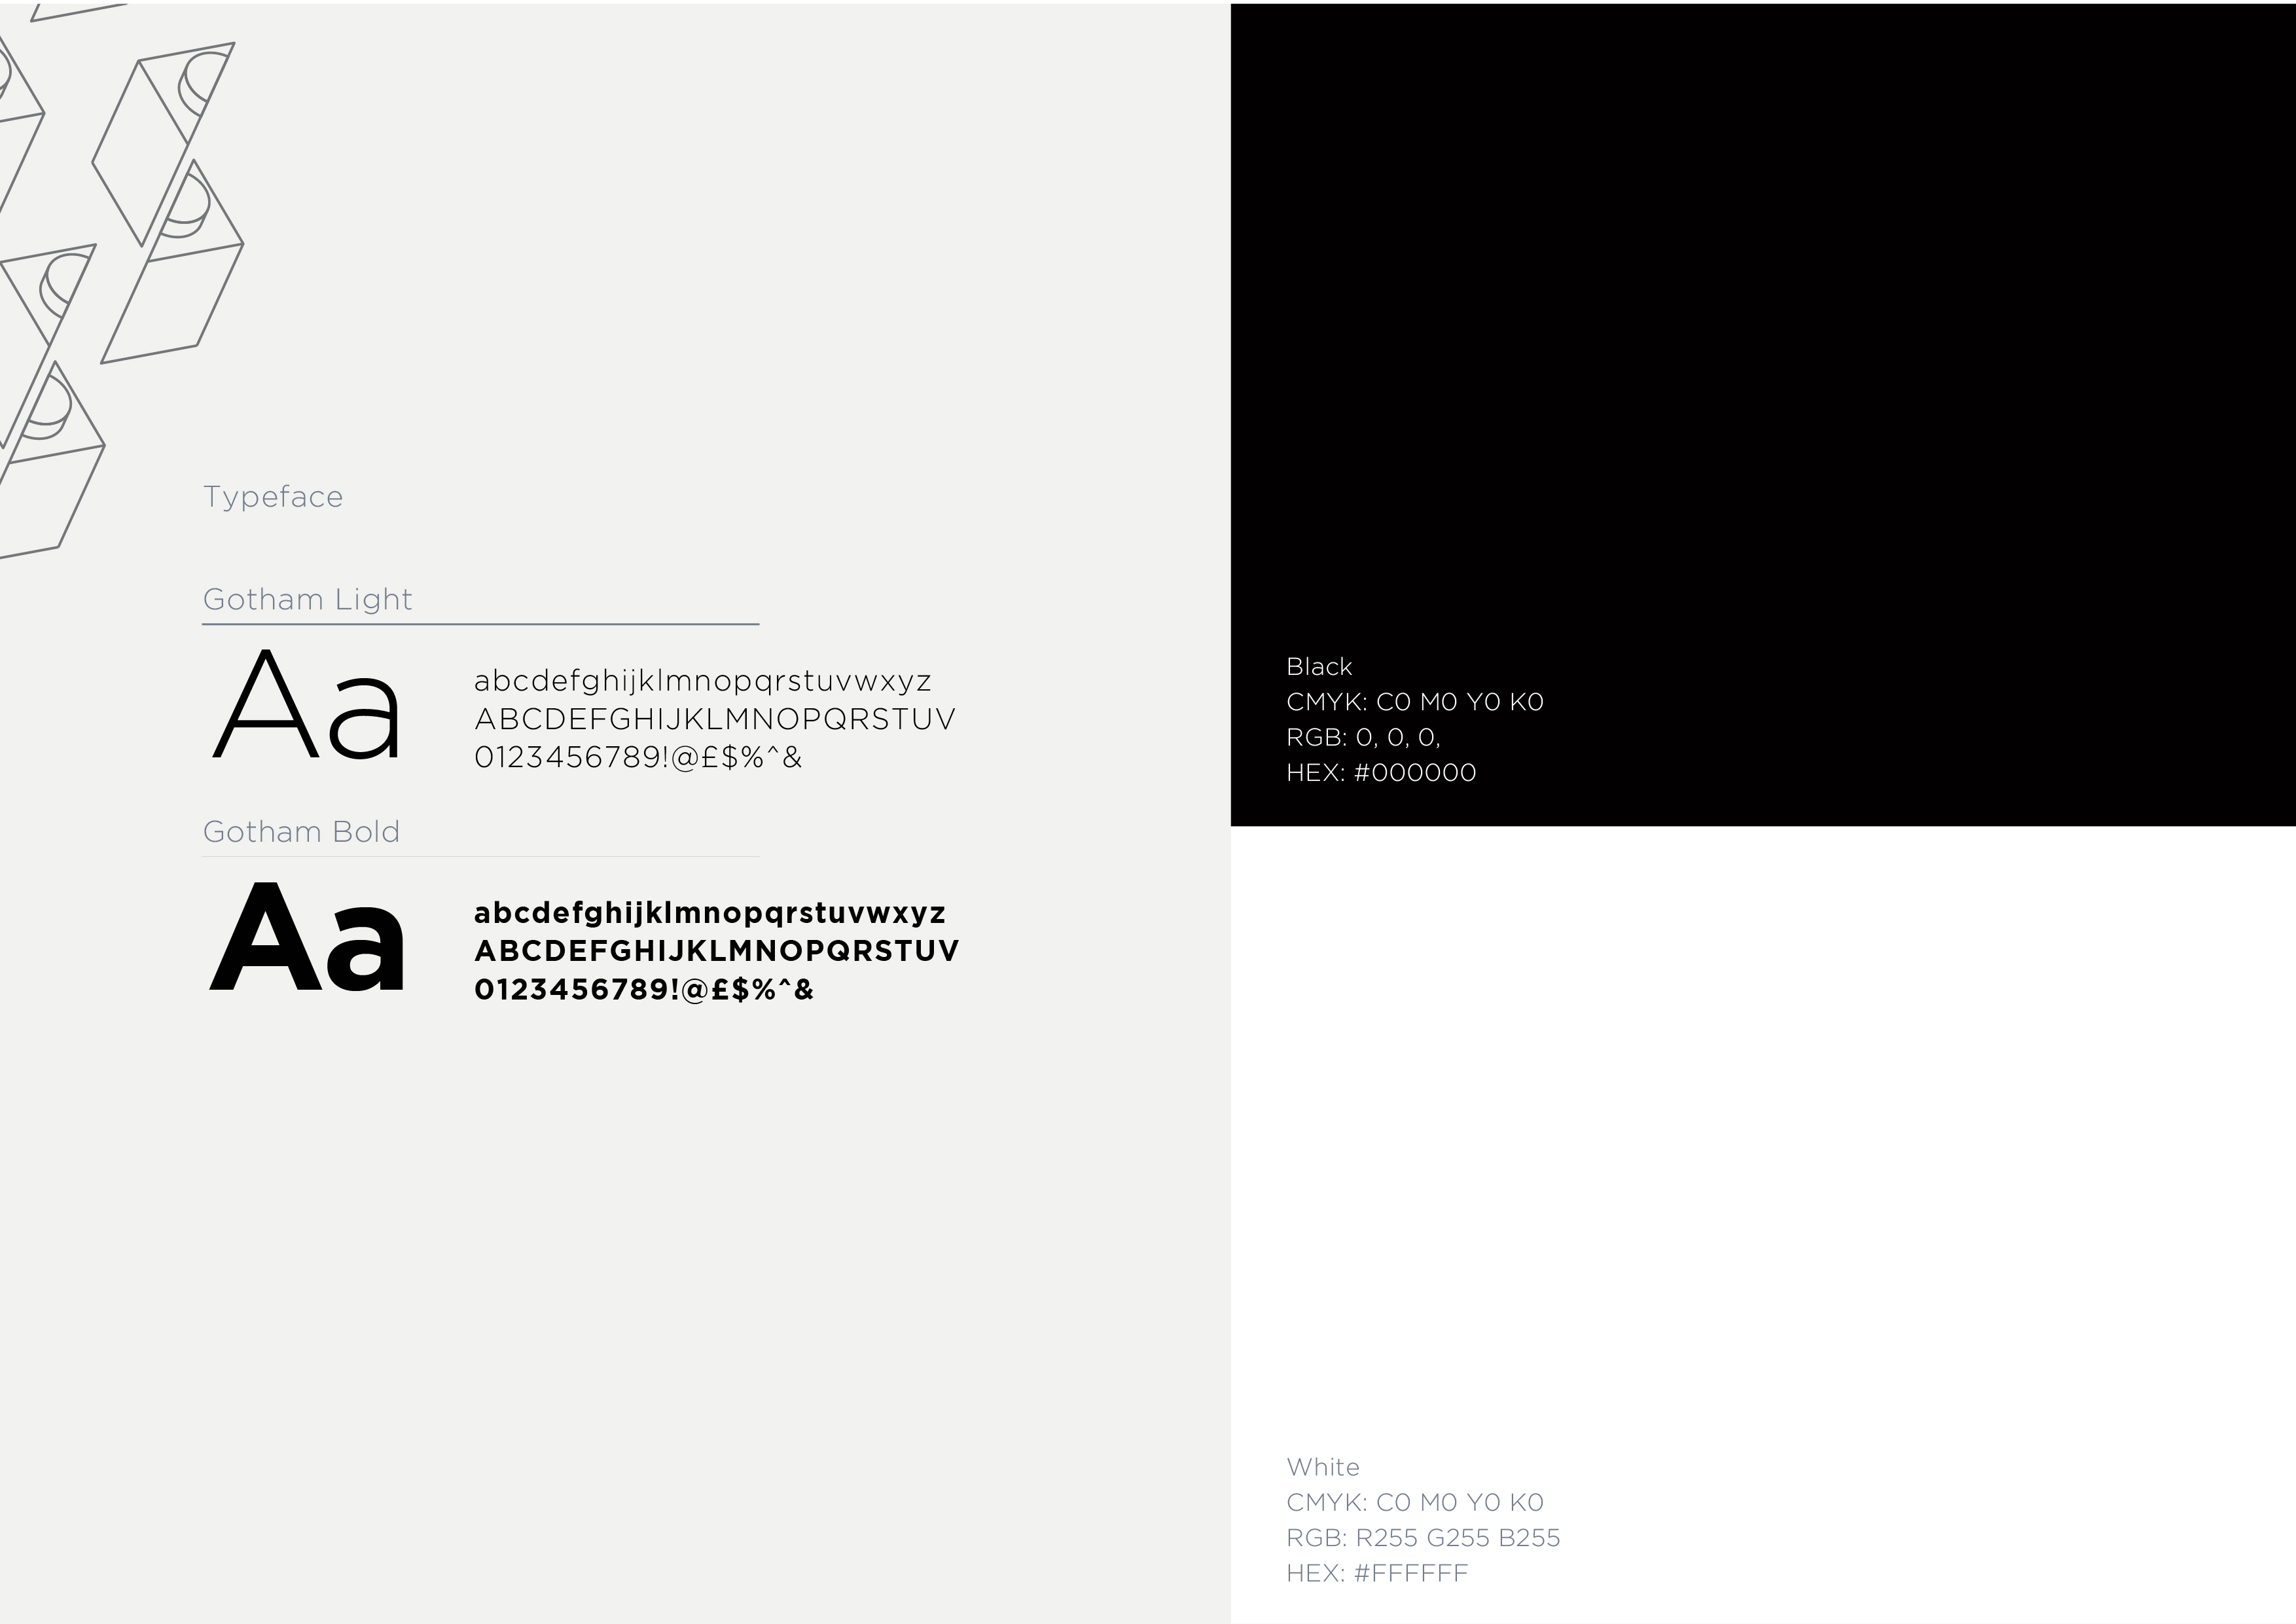 Typeface
Gotham Light
Aa
abcdefghijklmnopqrstuvwxyz
ABCDEFGHIJKLMNOPQRSTUV
0123456789!@£$%^&
Gotham Bold
Aa
abcdefghijklmnopqrstuvwxyz
ABCDEFGHIJKLMNOPQRSTUV
0123456789!@£$%^&
Black
CMYK: C0 M0 Y0 K0
RGB: 0, 0, 0,
HEX: #000000
White
CMYK: C0 M0 Y0 K0
RGB: R255 G255 B255
HEX: #FFFFFF